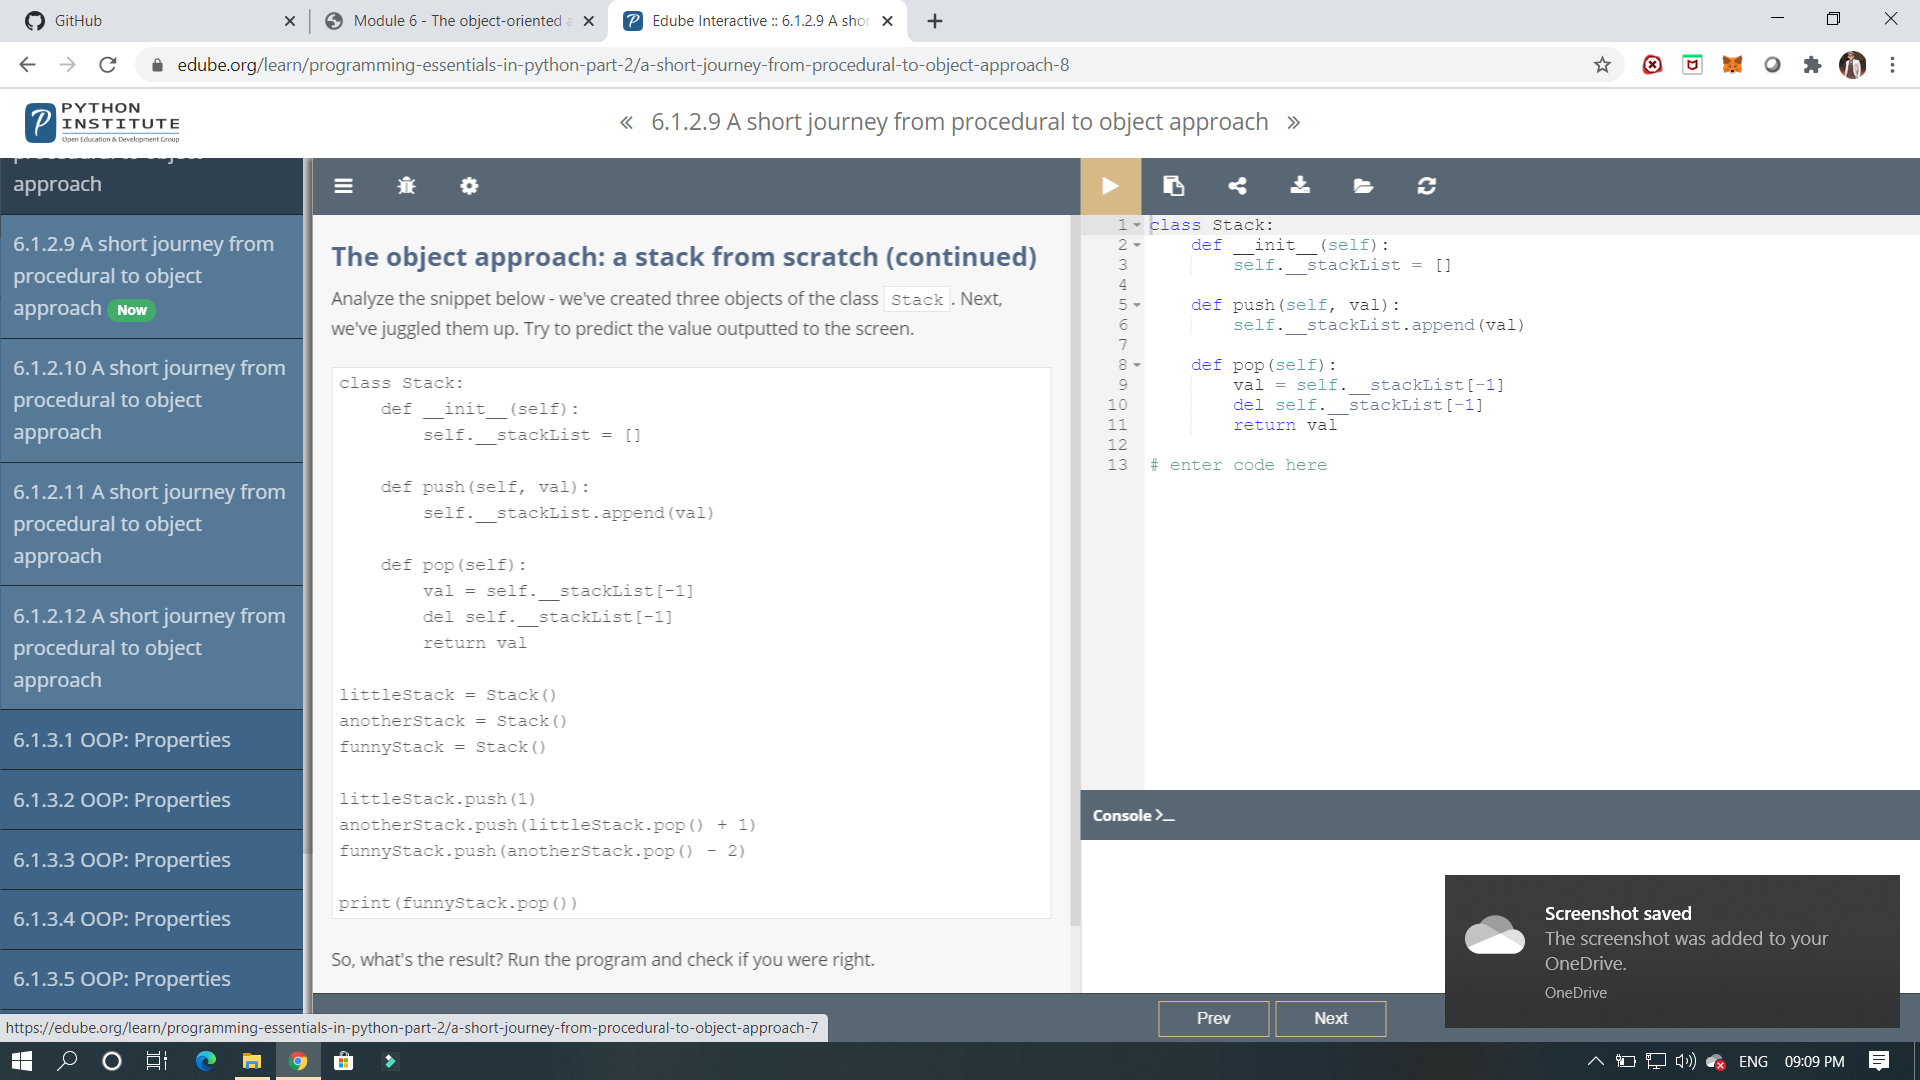 GitHub
Module 6 - The object-oriented a
Edube Interactive :: 6.1.2.9 A shor
edube.org/learn/programming-essentials-in-python-part-2/a-short-journey-from-procedural-to-object-approach-8
PYTHON
INSTITUTE
Open Education & Development Group
« 6.1.2.9 A short journey from procedural to object approach »
procedural to object
approach
6.1.2.9 A short journey from
procedural to object
approach Now
6.1.2.10 A short journey from
procedural to object
approach
6.1.2.11 A short journey from
procedural to object
approach
6.1.2.12 A short journey from
procedural to object
approach
6.1.3.1 OOP: Properties
6.1.3.2 OOP: Properties
6.1.3.3 OOP: Properties
6.1.3.4 OOP: Properties
6.1.3.5 OOP: Properties
https://edube.org/learn/programming-essentials-in-python-part-2/a-short-journey-from-procedural-to-object-approach-7
The object approach: a stack from scratch (continued)
Analyze the snippet below - we've created three objects of the class Stack. Next,
we've juggled them up. Try to predict the value outputted to the screen.
class Stack:
    def __init__(self):
        self.__stackList = []

    def push(self, val):
        self.__stackList.append(val)

    def pop(self):
        val = self.__stackList[-1]
        del self.__stackList[-1]
        return val

littleStack = Stack()
anotherStack = Stack()
funnyStack = Stack()

littleStack.push(1)
anotherStack.push(littleStack.pop() + 1)
funnyStack.push(anotherStack.pop() - 2)

print(funnyStack.pop())
So, what's the result? Run the program and check if you were right.
1 class Stack:
2     def __init__(self):
3         self.__stackList = []
4
5     def push(self, val):
6         self.__stackList.append(val)
7
8     def pop(self):
9         val = self.__stackList[-1]
10         del self.__stackList[-1]
11         return val
12
13 # enter code here
Console >_
Screenshot saved
The screenshot was added to your
OneDrive.
OneDrive
Prev
Next
ENG
09:09 PM